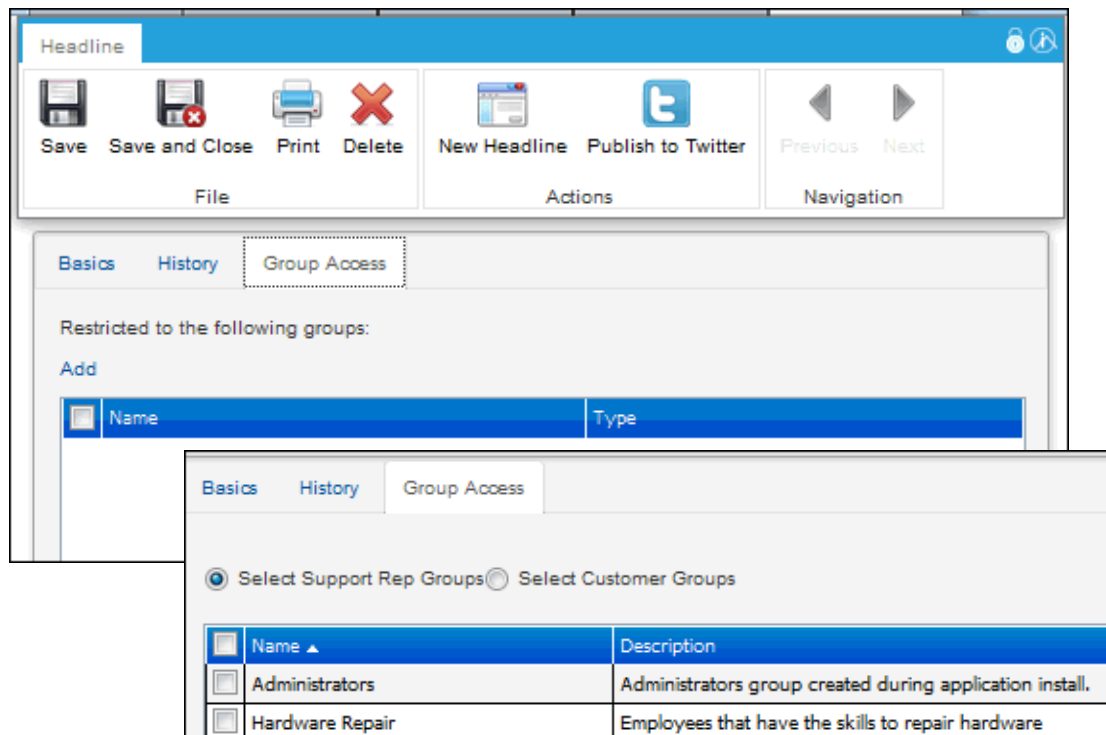 Headline
Save Save and Close Print Delete New Headline Publish to Twitter Previous Next
File Actions Navigation
Basics History Group Access
Restricted to the following groups:
Add
Name Type
Basics History Group Access
Select Support Rep Groups Select Customer Groups
Name Description
Administrators Administrators group created during application install.
Hardware Repair Employees that have the skills to repair hardware